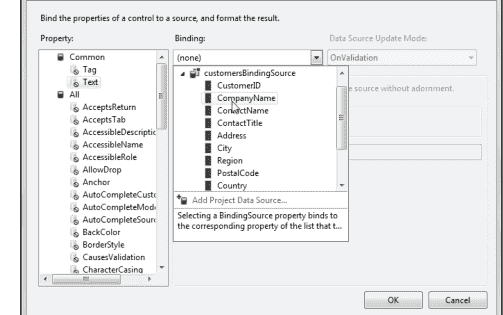 Bind the properties of a control to a source, and format the result.
Property:
Binding:
Data Source Update Mode:
(none)
OnValidation
Common
Tag
Text
All
AcceptsReturn
AcceptsTab
AccessibleDescriptic
AccessibleName
AccessibleRole
AllowDrop
Anchor
AutoCompleteCusto
AutoCompleteMode
AutoCompleteSource
BackColor
BorderStyle
CausesValidation
CharacterCasing
customersBindingSource
CustomerID
CompanyName
ContactName
ContactTitle
Address
City
Region
PostalCode
Country
Add Project Data Source...
Selecting a BindingSource property binds to
the corresponding property of the list that t...
source without adornment.
OK
Cancel